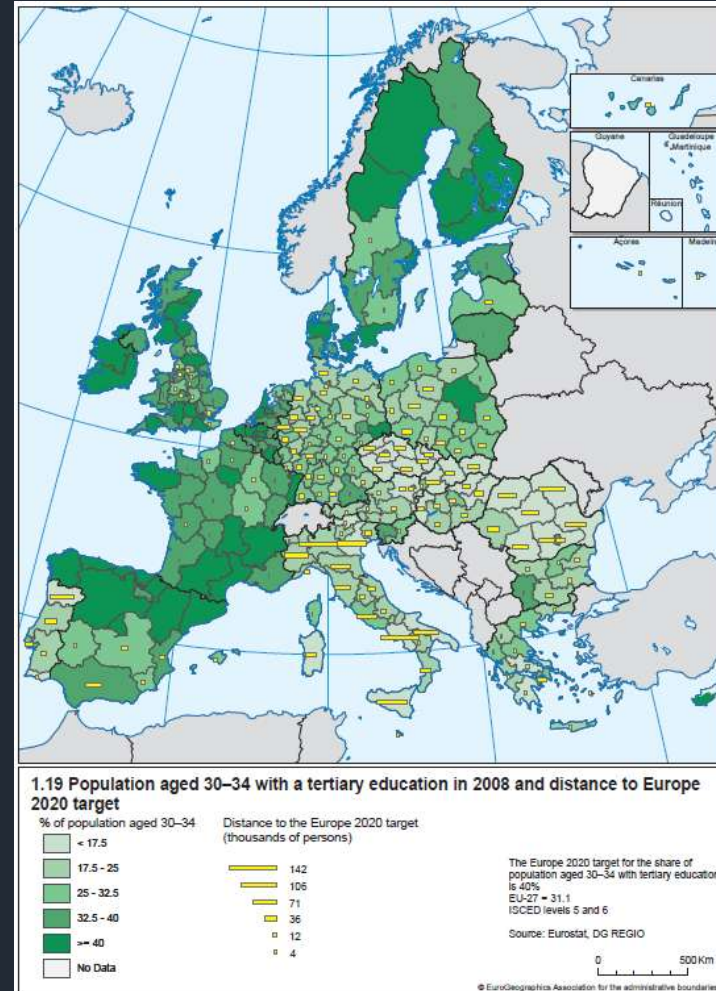 Canarias
Guyane
Guadeloupe
Martinique
Réunion
Açores
Madeira
1.19 Population aged 30–34 with a tertiary education in 2008 and distance to Europe
2020 target
% of population aged 30–34
Distance to the Europe 2020 target
(thousands of persons)
< 17.5
17.5 - 25
25 - 32.5
32.5 - 40
>= 40
No Data
142
106
71
36
12
4
The Europe 2020 target for the share of
population aged 30–34 with tertiary education
is 40%
EU-27 = 31.1
ISCED levels 5 and 6
Source: Eurostat, DG REGIO
0 500 Km
© EuroGeographics Association for the administrative boundaries